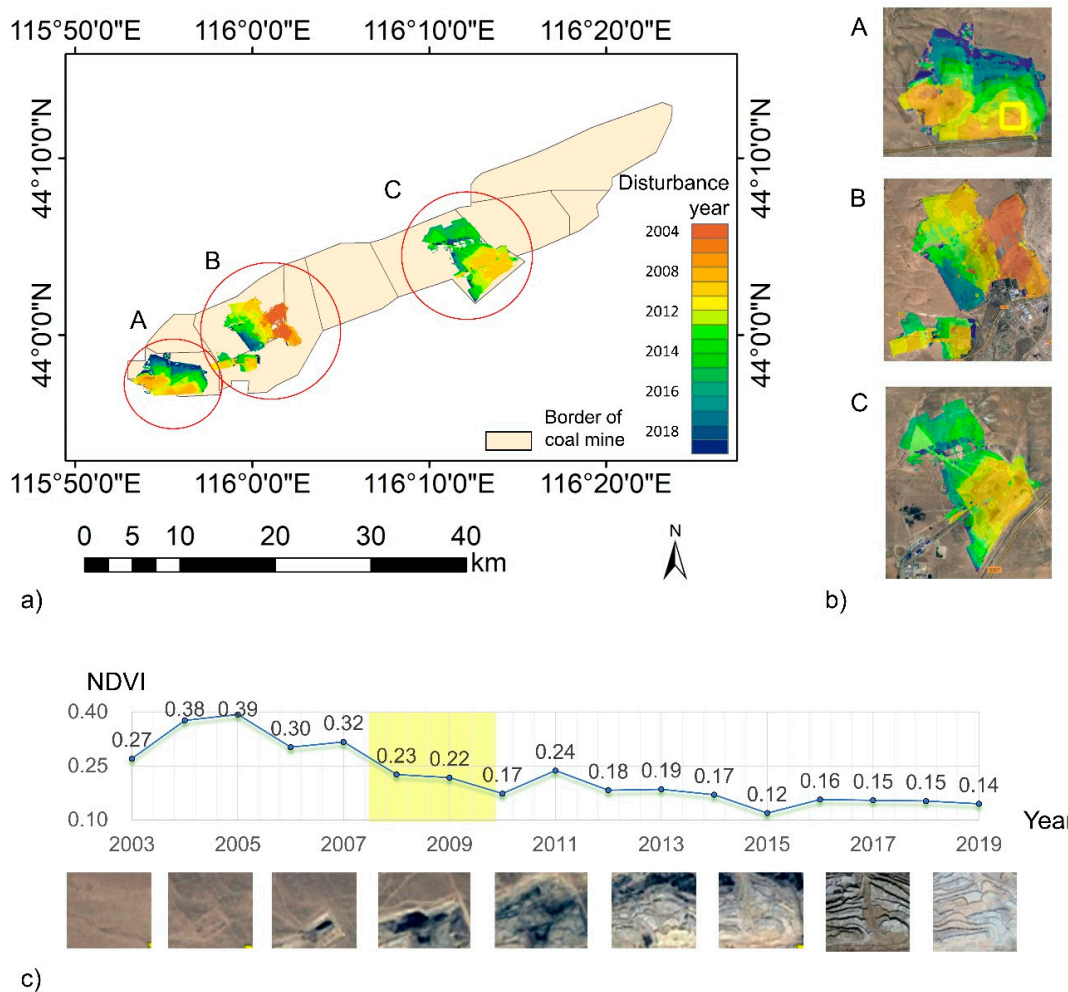 115°50'0"E 116°0'0"E 116°10'0"E 116°20'0"E
44°10'0"N
44°0'0"N
A
B
C
Disturbance
year
2004
2008
2012
2014
2016
2018
Border of
coal mine
44°10'0"N
44°0'0"N
115°50'0"E 116°0'0"E 116°10'0"E 116°20'0"E
0 5 10 20 30 40
km
N
a)
A
B
C
b)
NDVI
0.40
0.25
0.10
0.27 0.38 0.39 0.30 0.32 0.23 0.22 0.17 0.24 0.18 0.19 0.17 0.12 0.16 0.15 0.15 0.14
2003 2005 2007 2009 2011 2013 2015 2017 2019
Year
c)